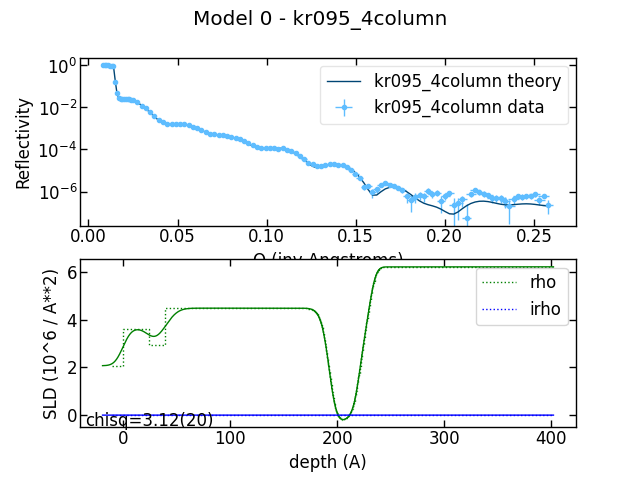 Model 0 - kr095_4column
10⁰
10⁻²
10⁻⁴
10⁻⁶
Reflectivity
kr095_4column theory
kr095_4column data
0.00 0.05 0.10 0.15 0.20 0.25
Q (inv Angstroms)
6
4
2
0
SLD (10^6 / A**2)
rho
irho
chisq=3.12(20)
0 100 200 300 400
depth (A)